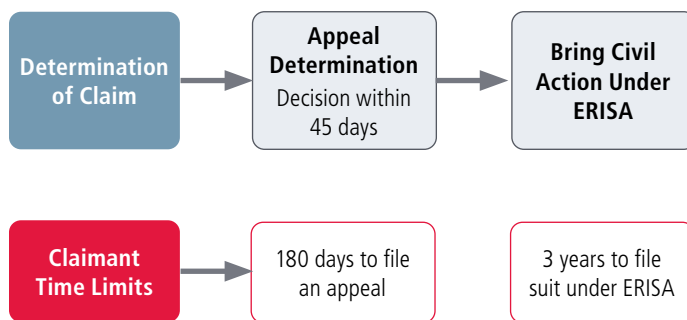 Determination
of Claim
Appeal
Determination
Decision within
45 days
Bring Civil
Action Under
ERISA
Claimant
Time Limits
180 days to file
an appeal
3 years to file
suit under ERISA